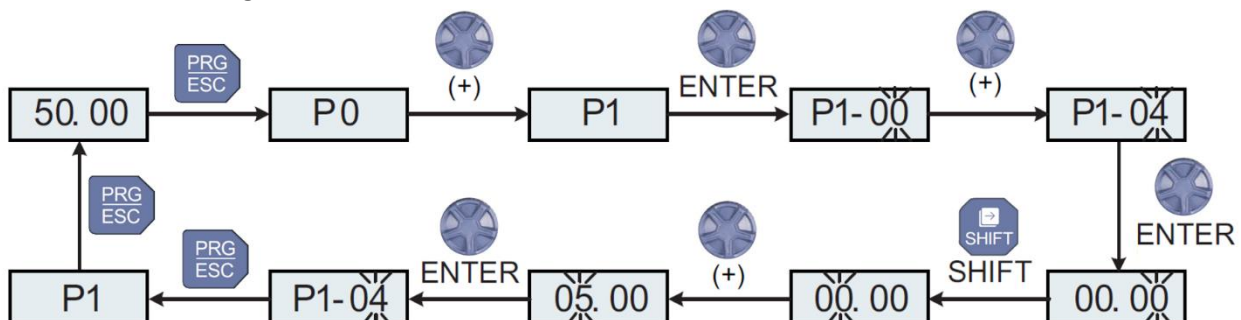 PRG
ESC
(+)
ENTER
(+)
50.00
P0
P1
P1-00
P1-04
PRG
ESC
PRG
ESC
ENTER
(+)
SHIFT
SHIFT
ENTER
P1
P1-04
05.00
00.00
00.00